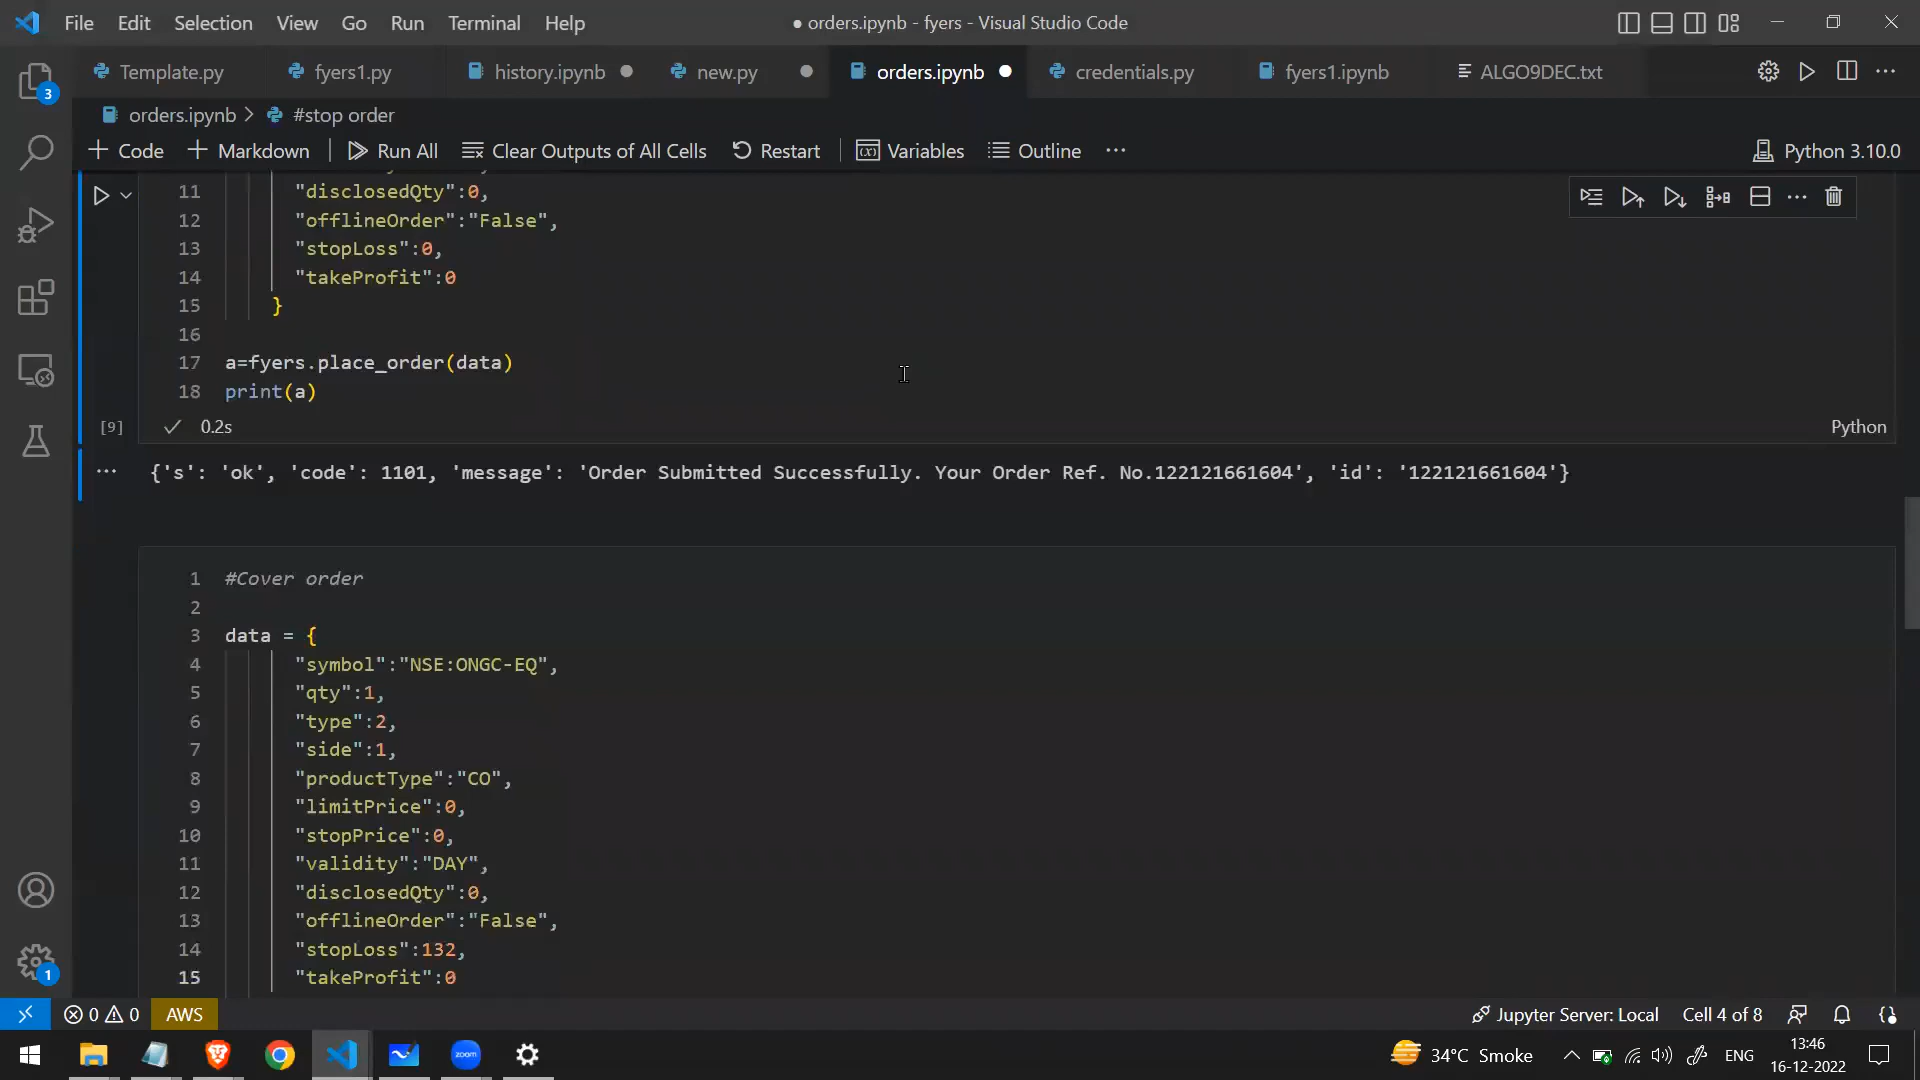 File Edit Selection View Go Run Terminal Help ● orders.ipynb - fyers - Visual Studio Code
Template.py fyers1.py history.ipynb new.py orders.ipynb credentials.py fyers1.ipynb ALGO9DEC.txt
3
orders.ipynb > #stop order
+ Code + Markdown Run All Clear Outputs of All Cells Restart Variables Outline ··· Python 3.10.0
11 "disclosedQty":0,
12 "offlineOrder":"False",
13 "stopLoss":0,
14 "takeProfit":0
15 }
16
17 a=fyers.place_order(data)
18 print(a)
[9] ✓ 0.2s Python
··· {'s': 'ok', 'code': 1101, 'message': 'Order Submitted Successfully. Your Order Ref. No.122121661604', 'id': '122121661604'}
1 #Cover order
2
3 data = {
4 "symbol":"NSE:ONGC-EQ",
5 "qty":1,
6 "type":2,
7 "side":1,
8 "productType":"CO",
9 "limitPrice":0,
10 "stopPrice":0,
11 "validity":"DAY",
12 "disclosedQty":0,
13 "offlineOrder":"False",
14 "stopLoss":132,
15 "takeProfit":0
1
0 0 AWS Jupyter Server: Local Cell 4 of 8
zoom 34°C Smoke ENG 13:46
16-12-2022